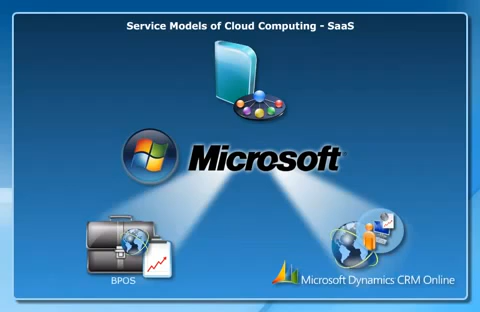 Service Models of Cloud Computing - SaaS
Microsoft
BPOS
Microsoft Dynamics CRM Online